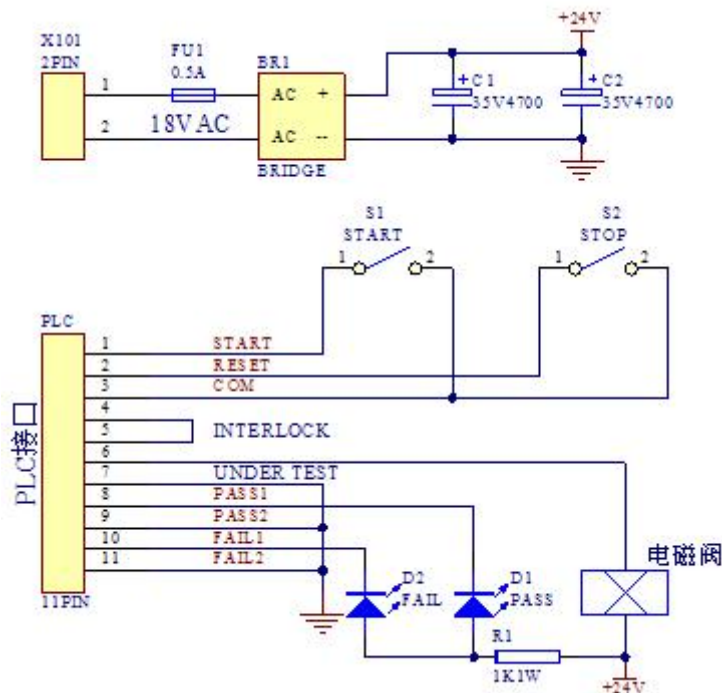 +24V
X101
2PIN
FU1
0.5A
BR1
1
AC +
C1
35V4700
C2
35V4700
2
18VAC
AC --
BRIDGE
S1
START
1 2
S2
STOP
1 2
PLC
PLC接口
1 START
2 RESET
3 COM
4
5 INTERLOCK
6
7 UNDER TEST
8 PASS1
9 PASS2
10 FAIL1
11 FAIL2
11PIN
D2
FAIL
D1
PASS
电磁阀
R1
1K1W
+24V